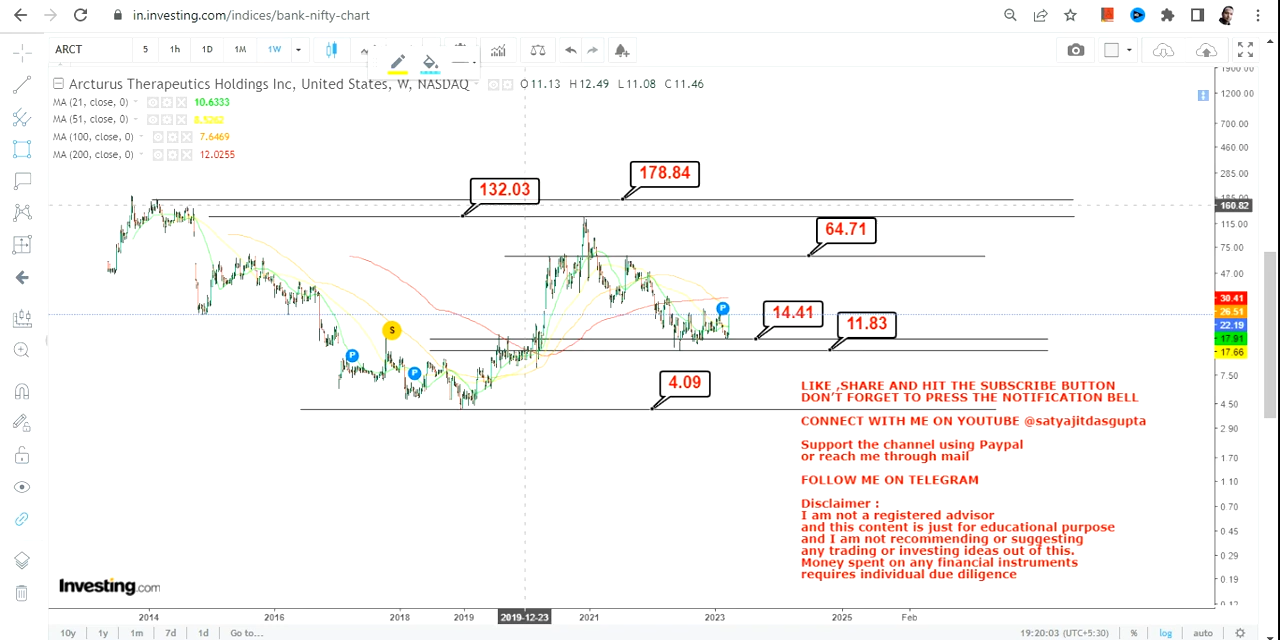 in.investing.com/indices/bank-nifty-chart
ARCT 5 1h 1D 1M 1W
Arcturus Therapeutics Holdings Inc, United States, W, NASDAQ O11.13 H12.49 L11.08 C11.46
MA (21, close, 0) 10.6333
MA (51, close, 0)
MA (100, close, 0) 7.6469
MA (200, close, 0) 12.0255
178.84
132.03
64.71
14.41
11.83
4.09
P
S
P
P
1200.00
700.00
460.00
285.00
160.82
115.00
75.00
47.00
30.41
26.51
22.19
17.91
17.66
7.50
4.50
2.90
1.70
1.10
0.70
0.45
0.29
0.19
LIKE ,SHARE AND HIT THE SUBSCRIBE BUTTON
DON'T FORGET TO PRESS THE NOTIFICATION BELL
CONNECT WITH ME ON YOUTUBE @satyajitdasgupta
Support the channel using Paypal
or reach me through mail
FOLLOW ME ON TELEGRAM
Disclaimer :
I am not a registered advisor
and this content is just for educational purpose
and I am not recommending or suggesting
any trading or investing ideas out of this.
Money spent on any financial instruments
requires individual due diligence
Investing.com
2014 2016 2018 2019 2019-12-23 2021 2023 2025 Feb
10y 1y 1m 7d 1d Go to... 19:20:03 (UTC+5:30) % log auto